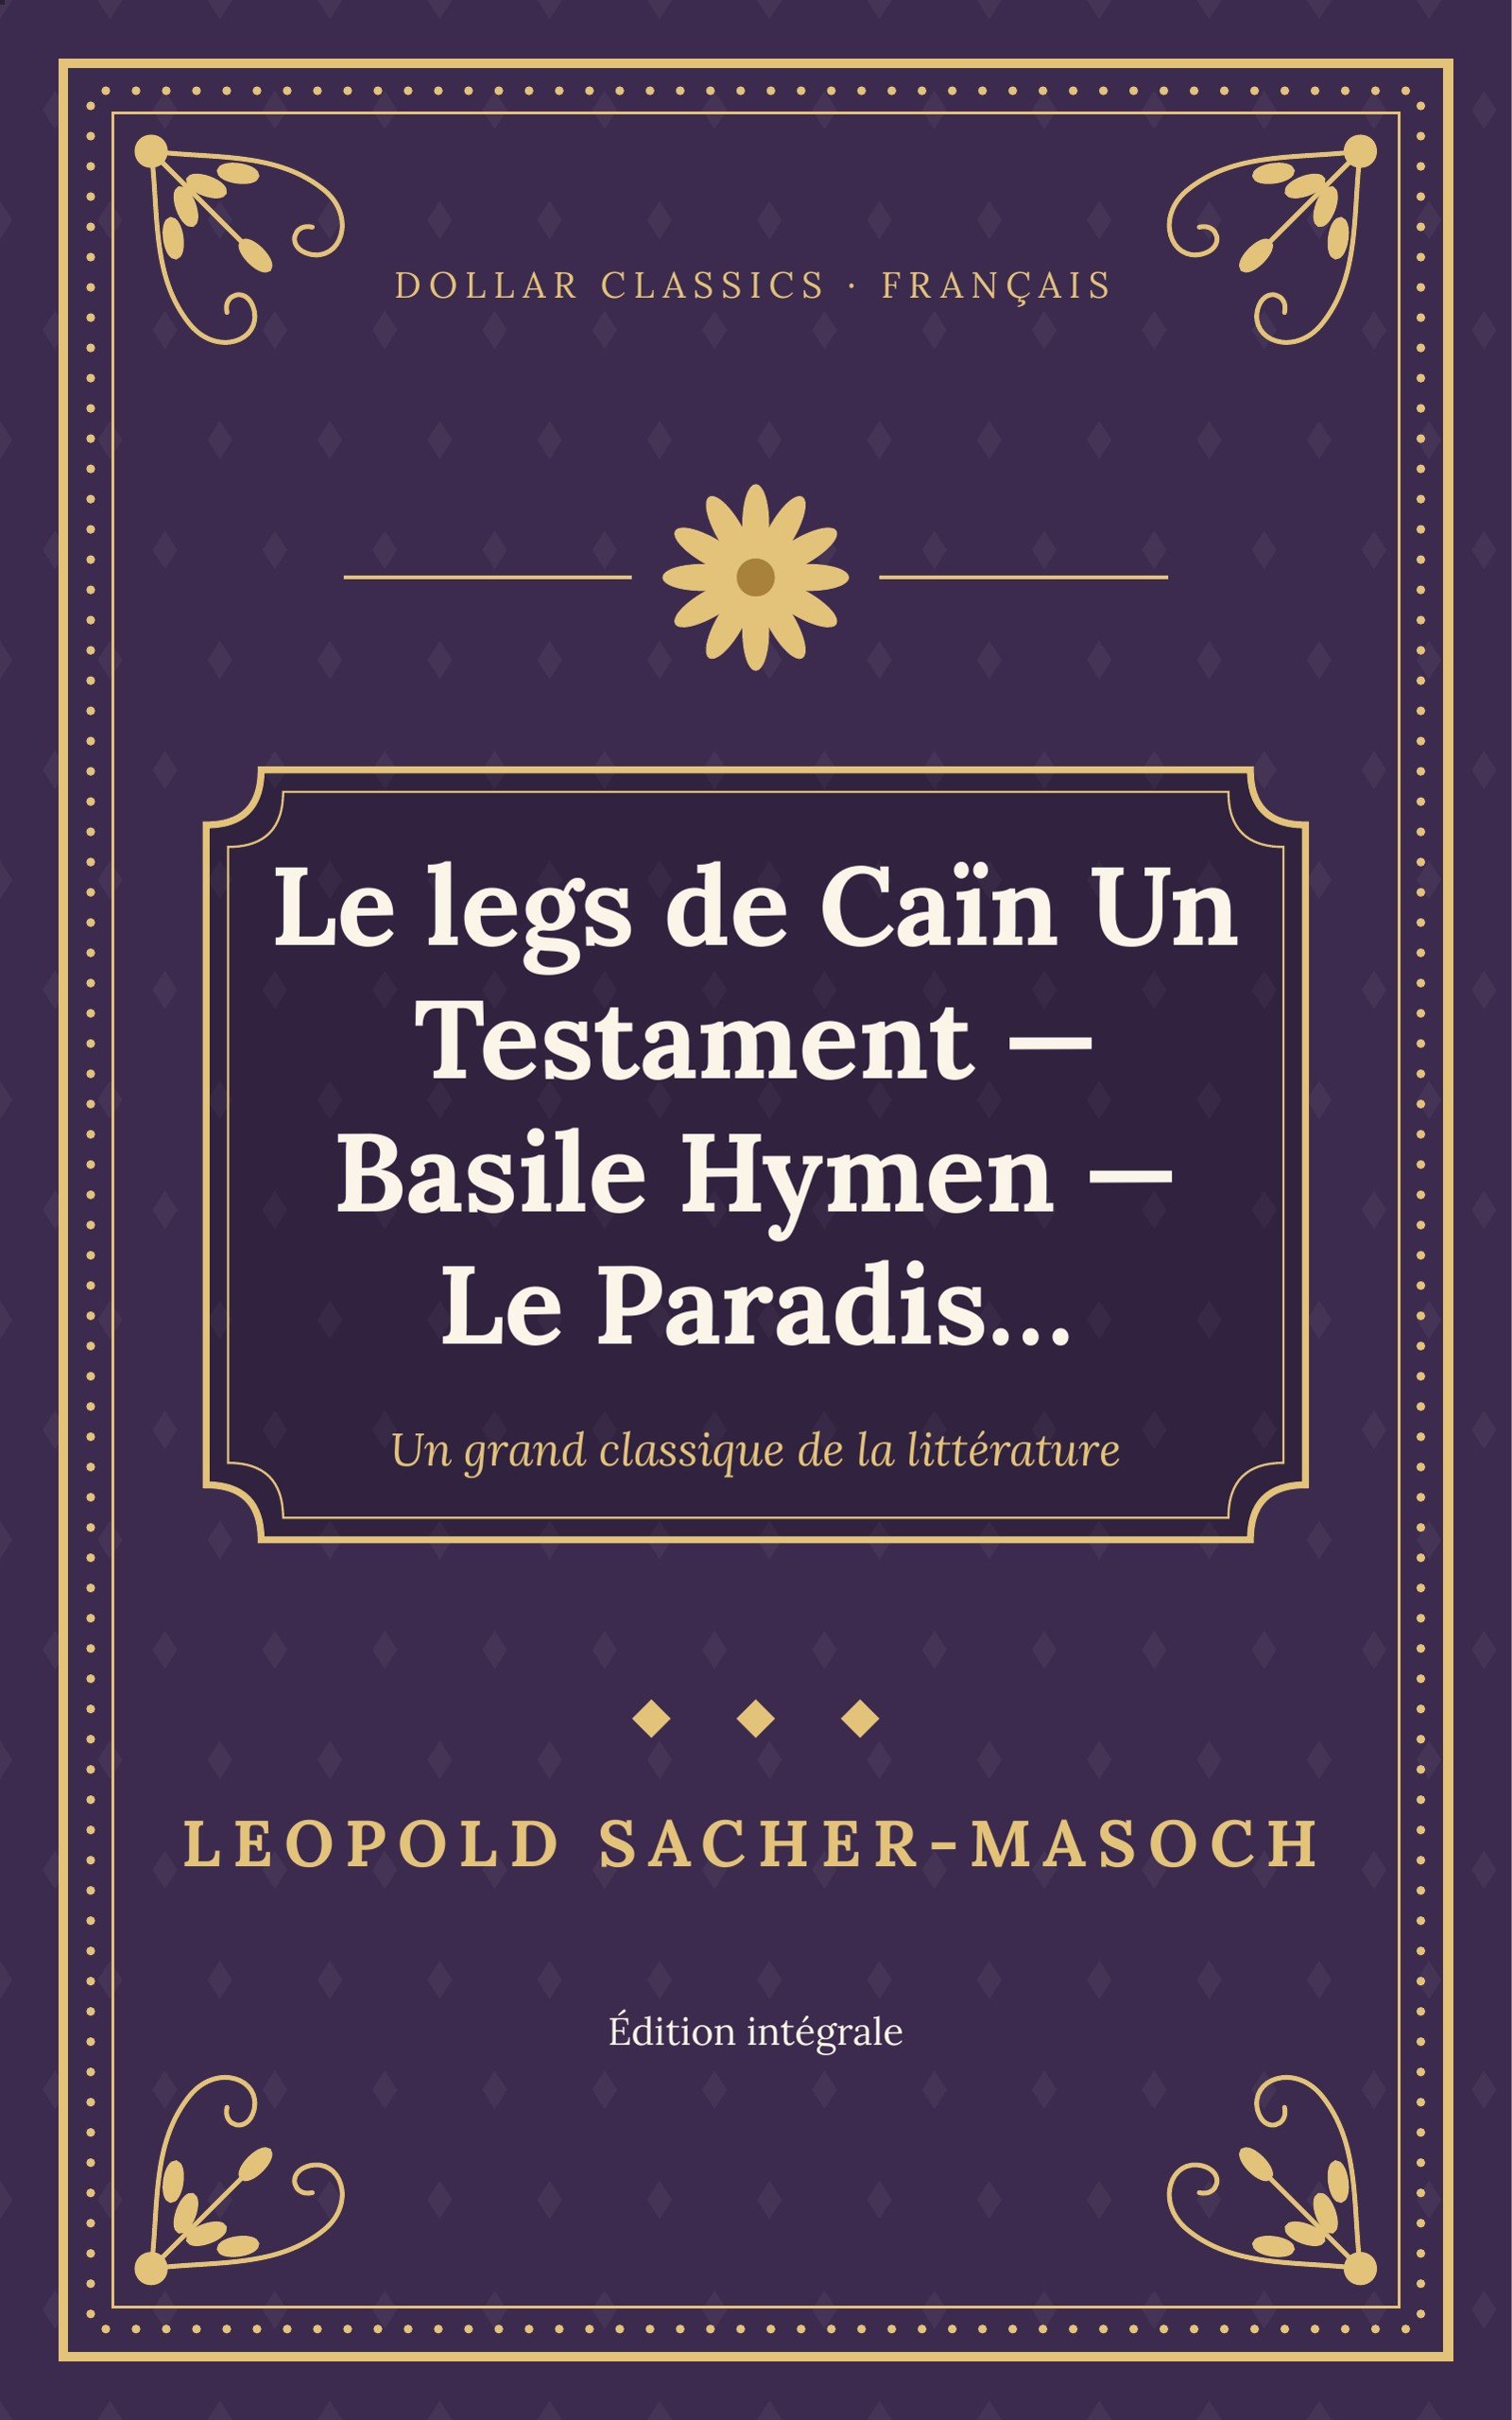 DOLLAR CLASSICS · FRANÇAIS
Le legs de Caïn Un
Testament —
Basile Hymen —
Le Paradis...
Un grand classique de la littérature
LEOPOLD SACHER-MASOCH
Édition intégrale